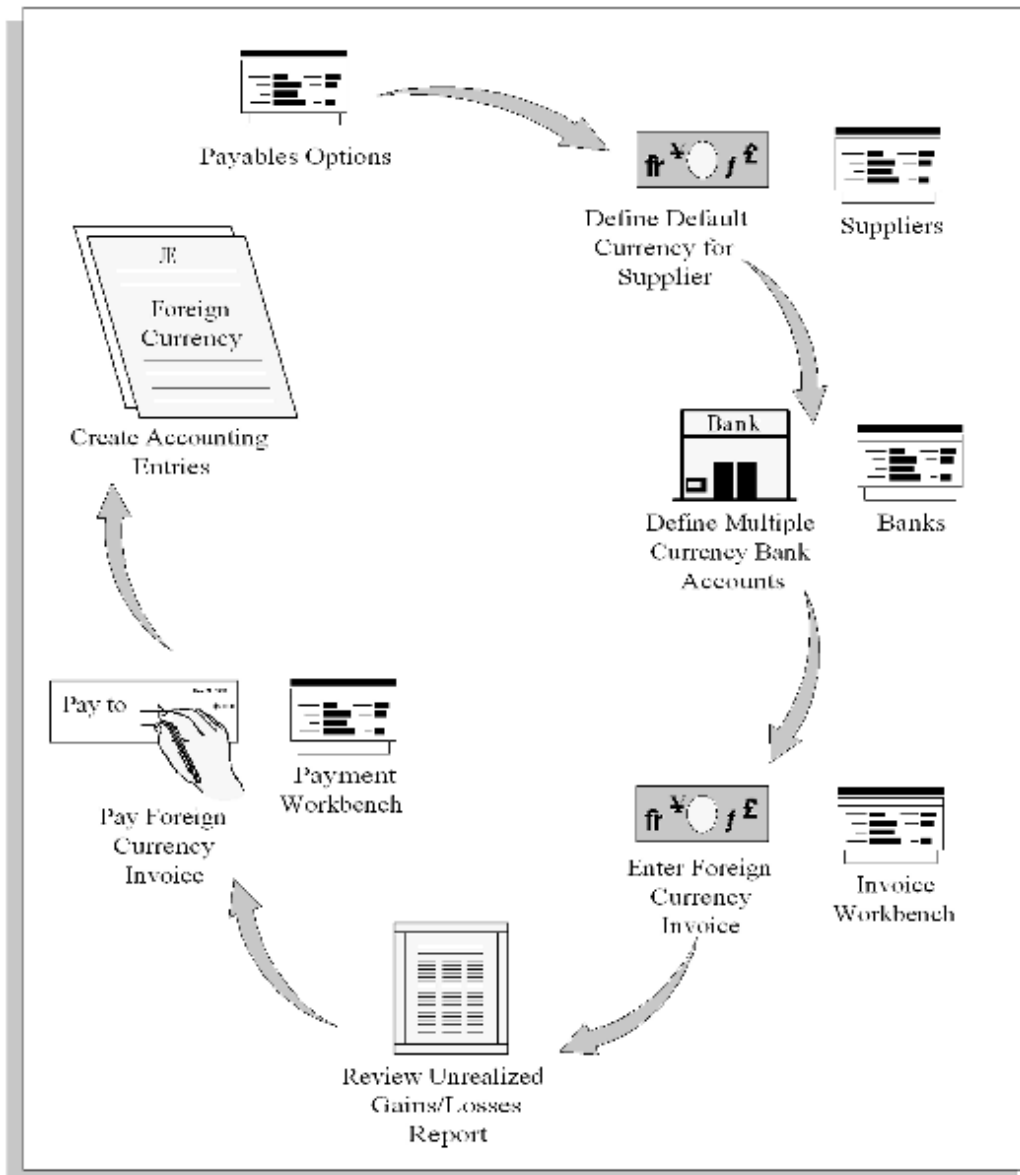 Payables Options
fr ¥ ƒ £
Define Default
Currency for
Supplier
Suppliers
Bank
Define Multiple
Currency Bank
Accounts
Banks
fr ¥ ƒ £
Enter Foreign
Currency
Invoice
Invoice
Workbench
Review Unrealized
Gains/Losses
Report
Pay to
Pay Foreign
Currency
Invoice
Payment
Workbench
JE
Foreign
Currency
Create Accounting
Entries